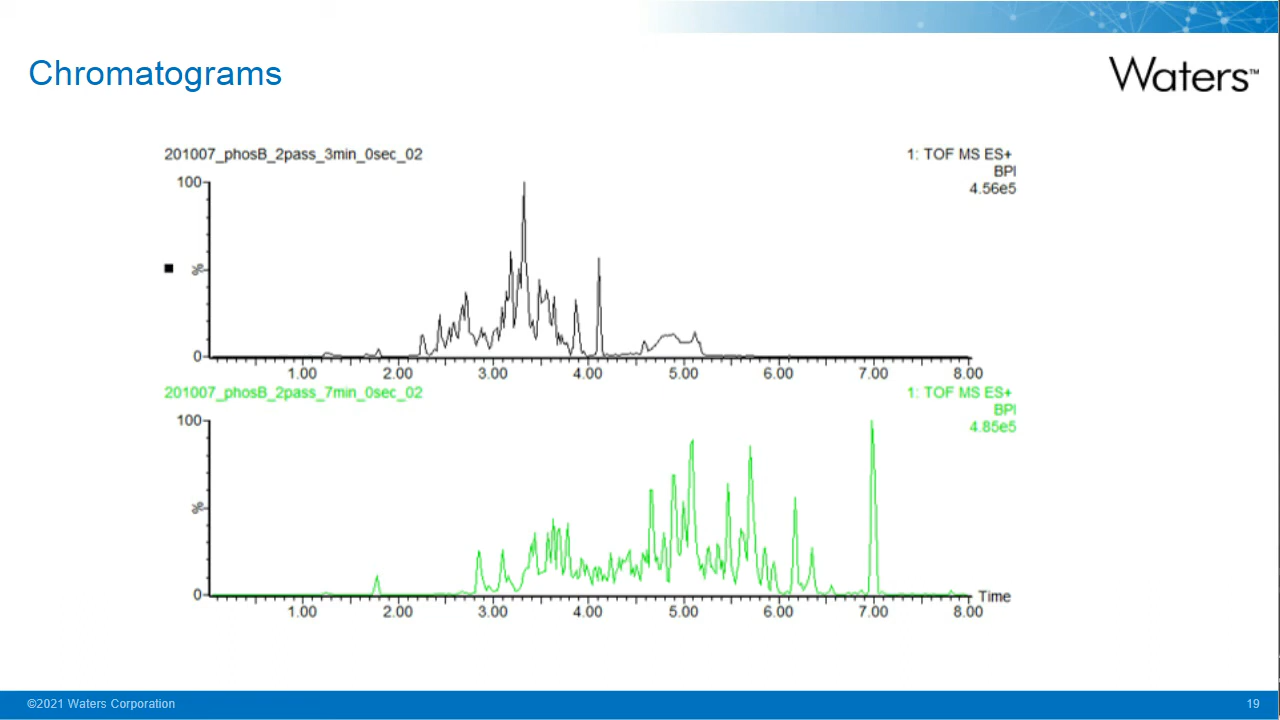 Chromatograms
Waters™
201007_phosB_2pass_3min_0sec_02
1: TOF MS ES+
BPI
4.56e5
100
%
0
1.00 2.00 3.00 4.00 5.00 6.00 7.00 8.00
201007_phosB_2pass_7min_0sec_02
1: TOF MS ES+
BPI
4.85e5
100
%
0
Time
1.00 2.00 3.00 4.00 5.00 6.00 7.00 8.00
©2021 Waters Corporation
19